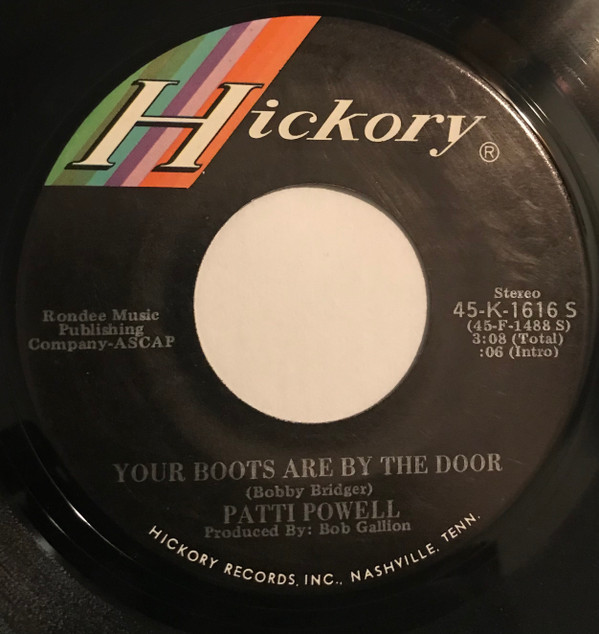 Hickory®
Rondee Music
Publishing
Company-ASCAP
Stereo
45-K-1616 S
(45-F-1488 S)
3:08 (Total)
:06 (Intro)
YOUR BOOTS ARE BY THE DOOR
(Bobby Bridger)
PATTI POWELL
Produced By: Bob Gallion
HICKORY RECORDS, INC., NASHVILLE, TENN.